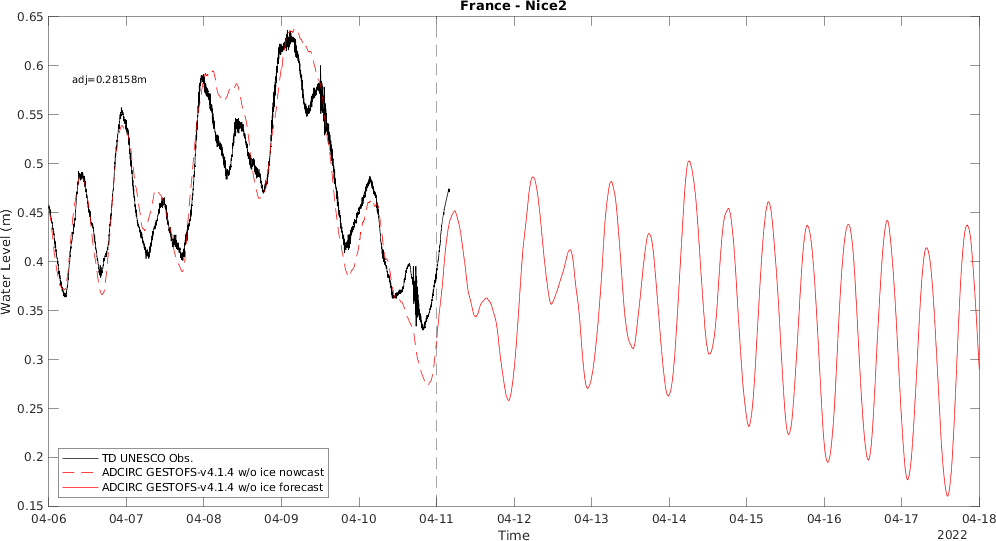 France - Nice2
0.65
0.6
adj=0.28158m
0.55
0.5
0.45
0.4
0.35
0.3
0.25
0.2
0.15
Water Level (m)
TD UNESCO Obs.
ADCIRC GESTOFS-v4.1.4 w/o ice nowcast
ADCIRC GESTOFS-v4.1.4 w/o ice forecast
04-06 04-07 04-08 04-09 04-10 04-11 04-12 04-13 04-14 04-15 04-16 04-17 04-18
Time
2022